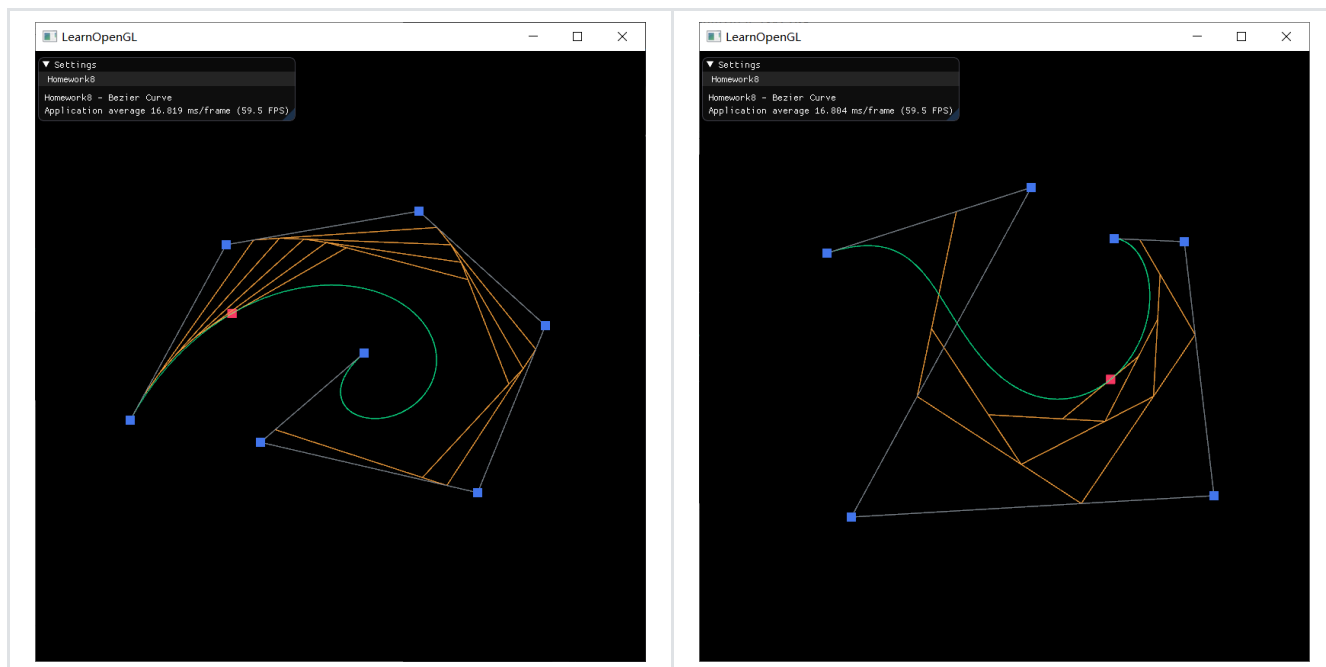 LearnOpenGL
Settings
Homework8
Homework8 - Bezier Curve
Application average 16.819 ms/frame (59.5 FPS)
LearnOpenGL
Settings
Homework8
Homework8 - Bezier Curve
Application average 16.804 ms/frame (59.5 FPS)